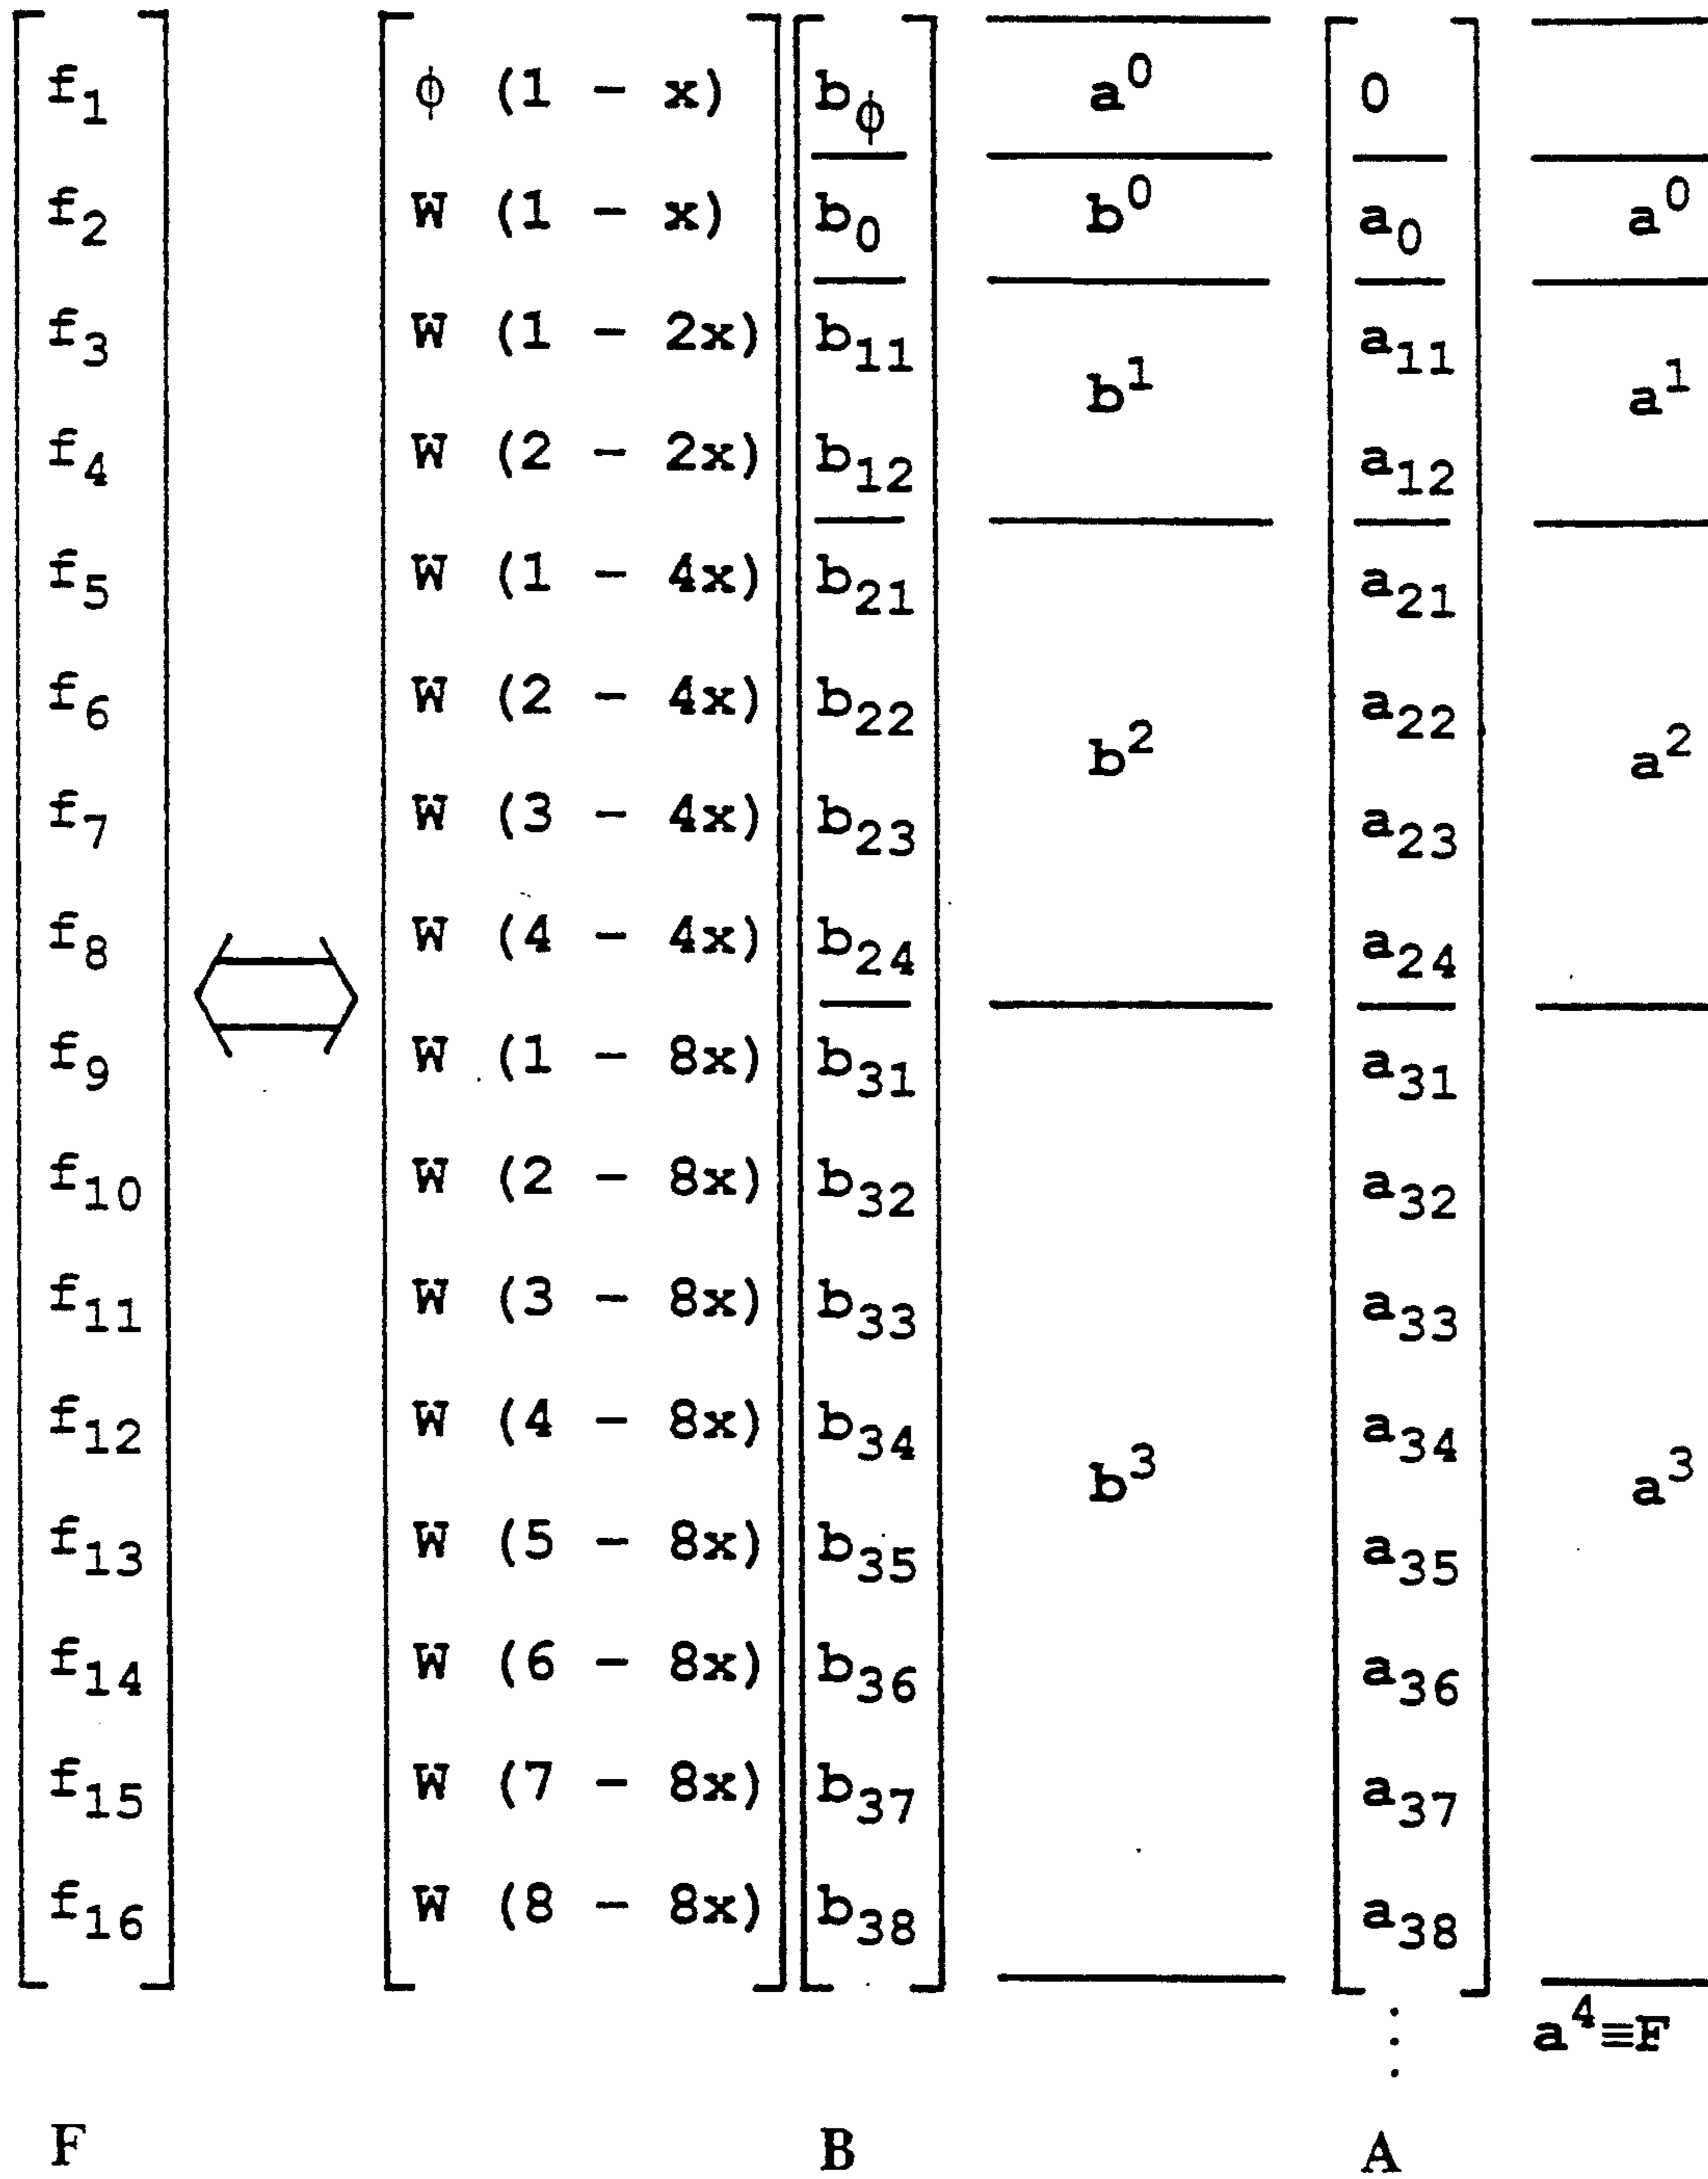 f₁ ϕ (1 - x) b_ϕ a⁰ 0
f₂ W (1 - x) b₀ b⁰ a₀ a⁰
f₃ W (1 - 2x) b₁₁ a₁₁
b¹ a¹
f₄ W (2 - 2x) b₁₂ a₁₂
f₅ W (1 - 4x) b₂₁ a₂₁
f₆ W (2 - 4x) b₂₂ a₂₂
b² a²
f₇ W (3 - 4x) b₂₃ a₂₃
f₈ W (4 - 4x) b₂₄ a₂₄
f₉ W (1 - 8x) b₃₁ a₃₁
f₁₀ W (2 - 8x) b₃₂ a₃₂
f₁₁ W (3 - 8x) b₃₃ a₃₃
f₁₂ W (4 - 8x) b₃₄ a₃₄
b³ a³
f₁₃ W (5 - 8x) b₃₅ a₃₅
f₁₄ W (6 - 8x) b₃₆ a₃₆
f₁₅ W (7 - 8x) b₃₇ a₃₇
f₁₆ W (8 - 8x) b₃₈ a₃₈
⋮ a⁴≡F
F B A